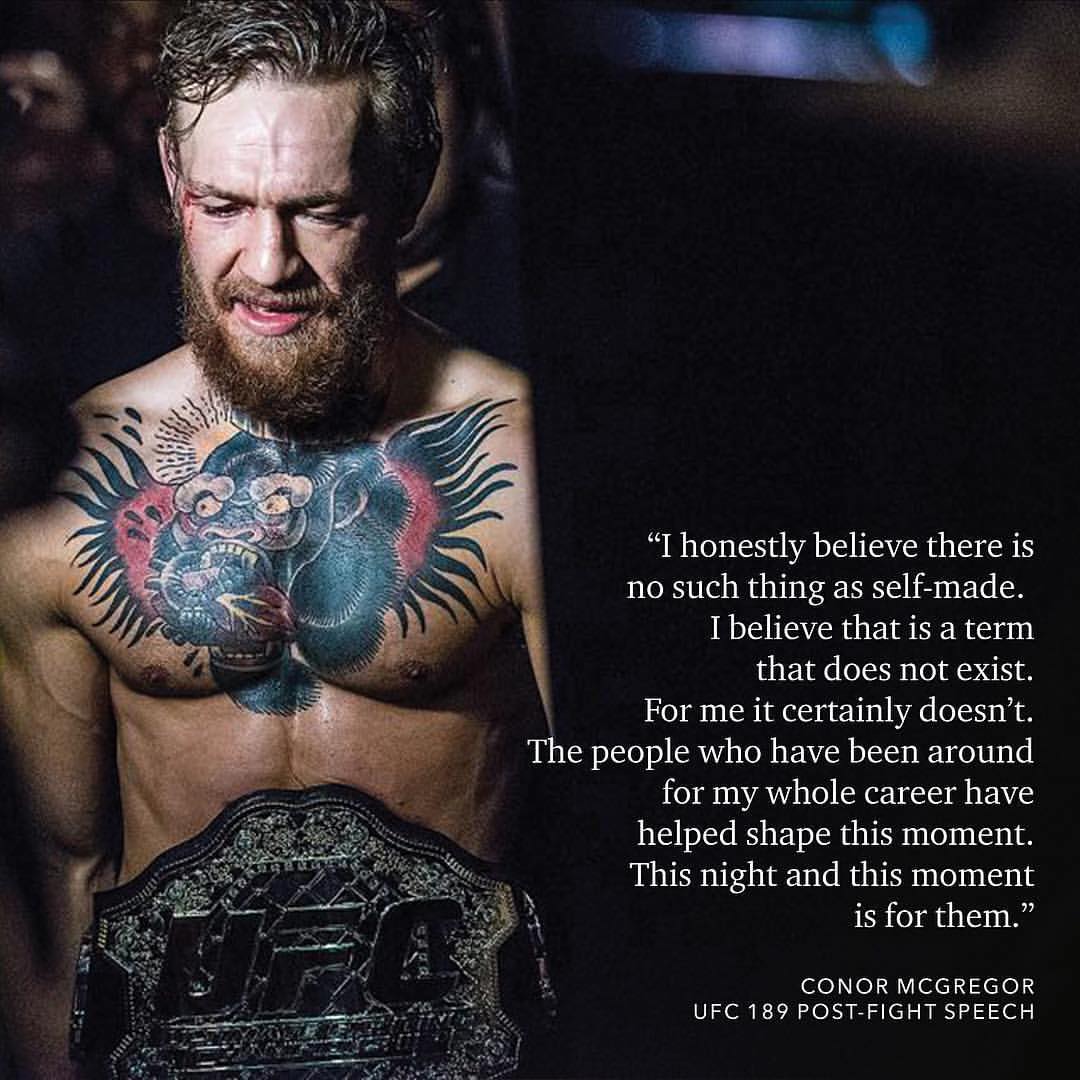 “I honestly believe there is
no such thing as self-made.
I believe that is a term
that does not exist.
For me it certainly doesn’t.
The people who have been around
for my whole career have
helped shape this moment.
This night and this moment
is for them.”
CONOR MCGREGOR
UFC 189 POST-FIGHT SPEECH
UFC